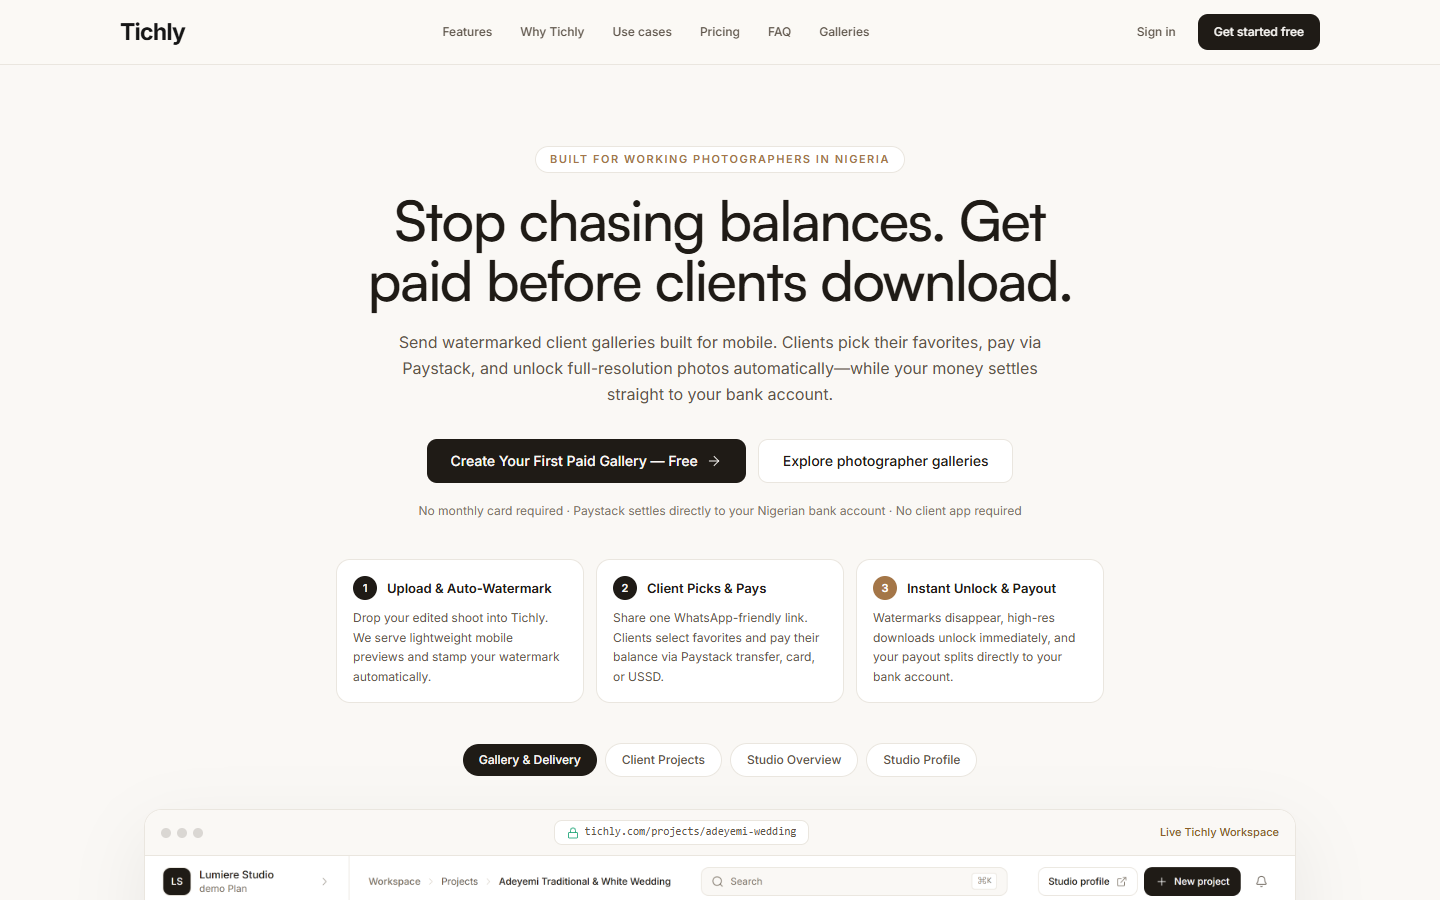 Tichly
Features
Why Tichly
Use cases
Pricing
FAQ
Galleries
Sign in
Get started free
BUILT FOR WORKING PHOTOGRAPHERS IN NIGERIA
Stop chasing balances. Get
paid before clients download.
Send watermarked client galleries built for mobile. Clients pick their favorites, pay via
Paystack, and unlock full-resolution photos automatically—while your money settles
straight to your bank account.
Create Your First Paid Gallery — Free →
Explore photographer galleries
No monthly card required · Paystack settles directly to your Nigerian bank account · No client app required
1 Upload & Auto-Watermark
Drop your edited shoot into Tichly.
We serve lightweight mobile
previews and stamp your watermark
automatically.
2 Client Picks & Pays
Share one WhatsApp-friendly link.
Clients select favorites and pay their
balance via Paystack transfer, card,
or USSD.
3 Instant Unlock & Payout
Watermarks disappear, high-res
downloads unlock immediately, and
your payout splits directly to your
bank account.
Gallery & Delivery
Client Projects
Studio Overview
Studio Profile
tichly.com/projects/adeyemi-wedding
Live Tichly Workspace
LS
Lumiere Studio
demo Plan
Workspace
Projects
Adeyemi Traditional & White Wedding
Search
⌘K
Studio profile
+ New project